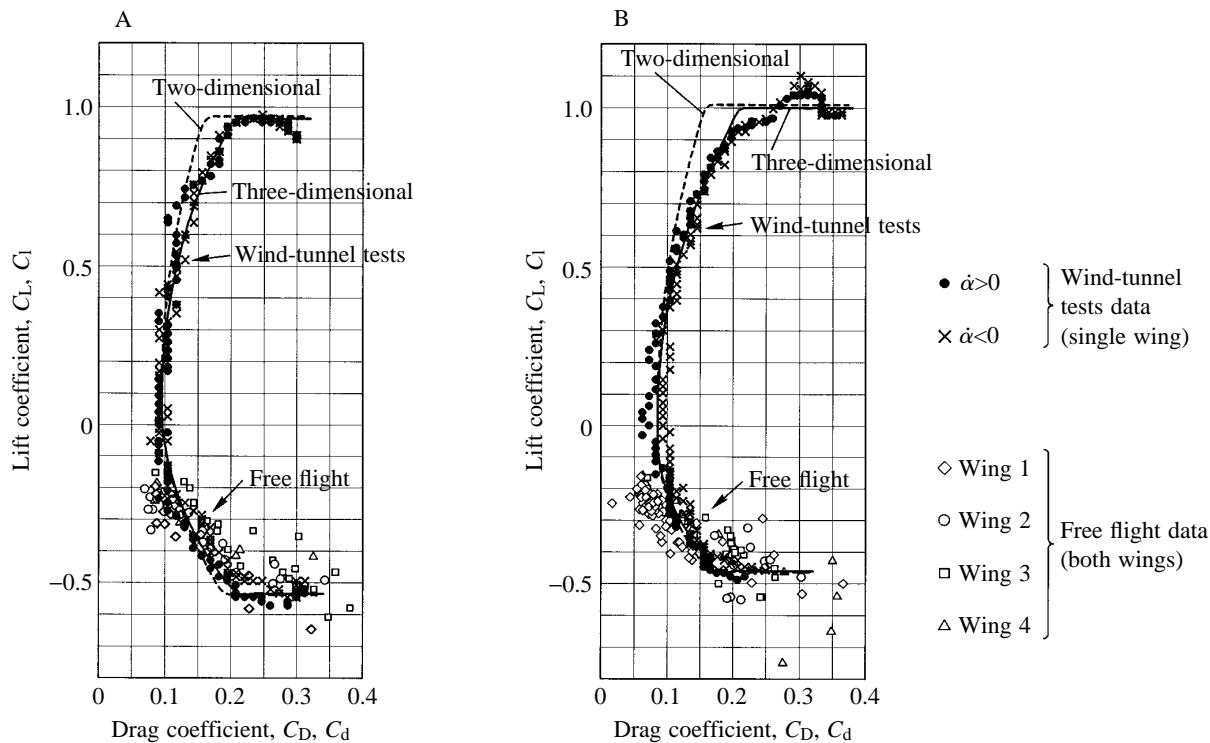 A
Two-dimensional
Three-dimensional
Wind-tunnel tests
Free flight
1.0
0.5
0
−0.5
Lift coefficient, CL, Cl
0 0.1 0.2 0.3 0.4
Drag coefficient, CD, Cd
B
Two-dimensional
Three-dimensional
Wind-tunnel tests
Free flight
1.0
0.5
0
−0.5
Lift coefficient, CL, Cl
0 0.1 0.2 0.3 0.4
Drag coefficient, CD, Cd
α̇>0
α̇<0
Wind-tunnel
tests data
(single wing)
Wing 1
Wing 2
Wing 3
Wing 4
Free flight data
(both wings)